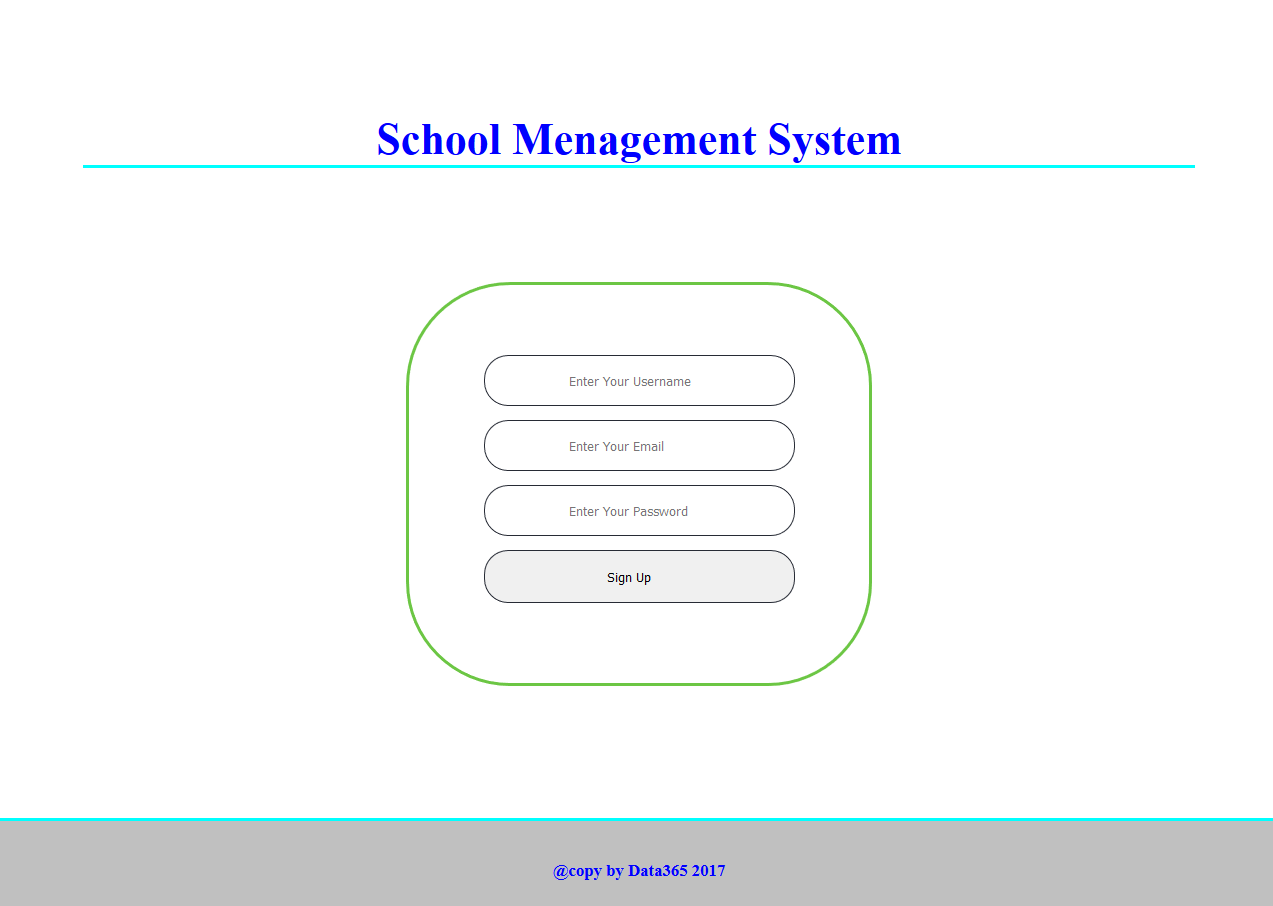 School Menagement System
Enter Your Username
Enter Your Email
Enter Your Password
Sign Up
@copy by Data365 2017